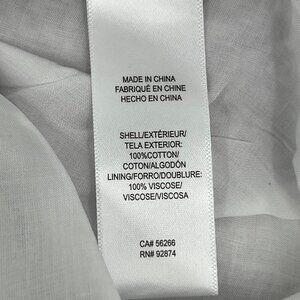 MADE IN CHINA
FABRIQUÉ EN CHINE
HECHO EN CHINA
SHELL/EXTÉRIEUR/
TELA EXTERIOR:
100%COTTON/
COTON/ALGODÓN
LINING/FORRO/DOUBLURE:
100% VISCOSE/
VISCOSE/VISCOSA
CA# 56266
RN# 92874